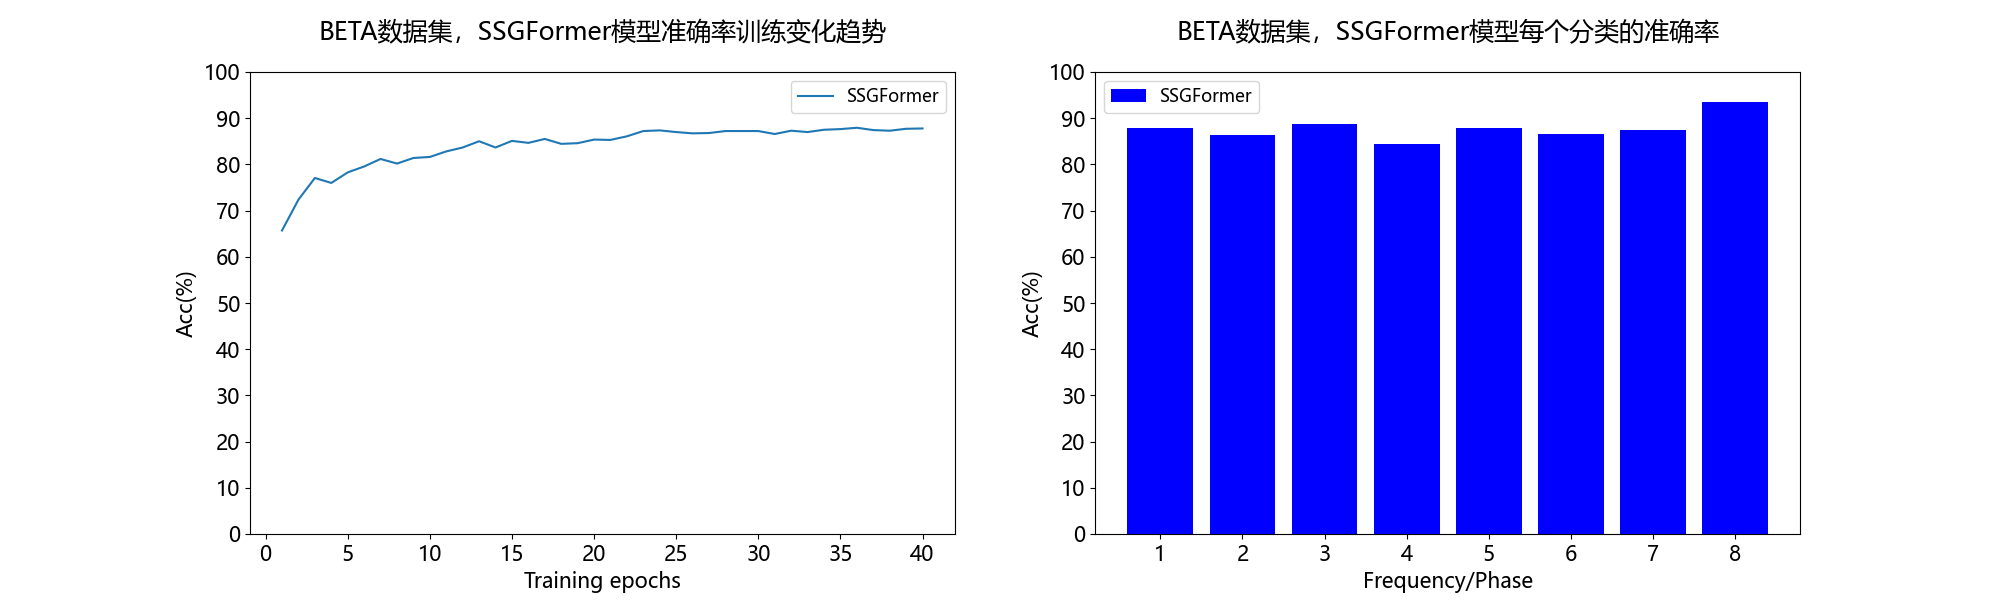 BETA数据集，SSGFormer模型准确率训练变化趋势
SSGFormer
100
90
80
70
60
50
40
30
20
10
0
Acc(%)
0 5 10 15 20 25 30 35 40
Training epochs
BETA数据集，SSGFormer模型每个分类的准确率
SSGFormer
100
90
80
70
60
50
40
30
20
10
0
Acc(%)
1 2 3 4 5 6 7 8
Frequency/Phase